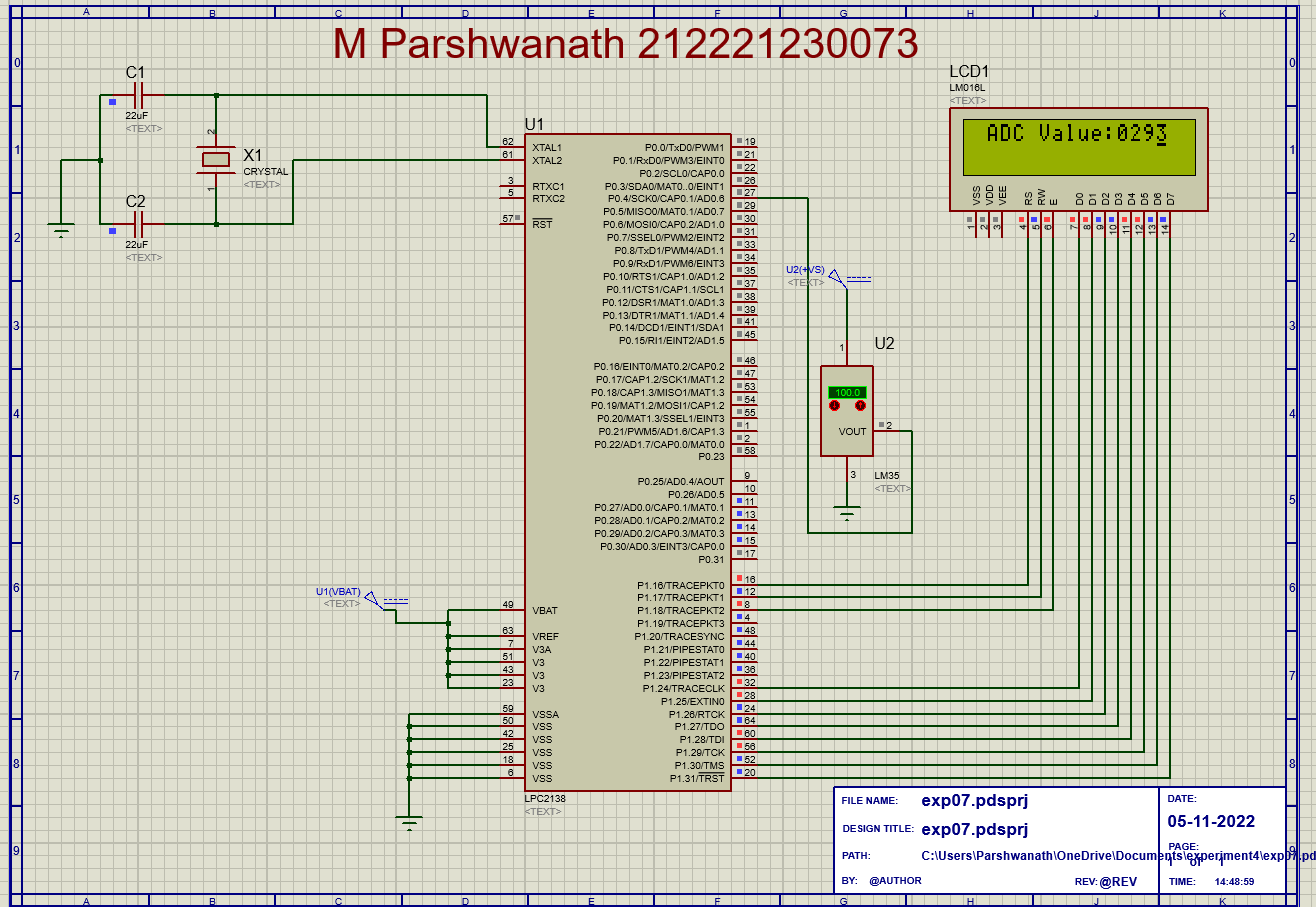 A B C D E F G H J K
M Parshwanath 212221230073
C1
22uF
<TEXT>
X1
CRYSTAL
<TEXT>
2
1
C2
22uF
<TEXT>
U1
62 XTAL1
61 XTAL2
3 RTXC1
5 RTXC2
57 RST
49 VBAT
63 VREF
7 V3A
51 V3
43 V3
23 V3
59 VSSA
50 VSS
42 VSS
25 VSS
18 VSS
6 VSS
P0.0/TxD0/PWM1 19
P0.1/RxD0/PWM3/EINT0 21
P0.2/SCL0/CAP0.0 22
P0.3/SDA0/MAT0..0/EINT1 26
P0.4/SCK0/CAP0.1/AD0.6 27
P0.5/MISO0/MAT0.1/AD0.7 29
P0.6/MOSI0/CAP0.2/AD1.0 30
P0.7/SSEL0/PWM2/EINT2 31
P0.8/TxD1/PWM4/AD1.1 33
P0.9/RxD1/PWM6/EINT3 34
P0.10/RTS1/CAP1.0/AD1.2 35
P0.11/CTS1/CAP1.1/SCL1 37
P0.12/DSR1/MAT1.0/AD1.3 38
P0.13/DTR1/MAT1.1/AD1.4 39
P0.14/DCD1/EINT1/SDA1 41
P0.15/RI1/EINT2/AD1.5 45
P0.16/EINT0/MAT0.2/CAP0.2 46
P0.17/CAP1.2/SCK1/MAT1.2 47
P0.18/CAP1.3/MISO1/MAT1.3 53
P0.19/MAT1.2/MOSI1/CAP1.2 54
P0.20/MAT1.3/SSEL1/EINT3 55
P0.21/PWM5/AD1.6/CAP1.3 1
P0.22/AD1.7/CAP0.0/MAT0.0 2
P0.23 58
P0.25/AD0.4/AOUT 9
P0.26/AD0.5 10
P0.27/AD0.0/CAP0.1/MAT0.1 11
P0.28/AD0.1/CAP0.2/MAT0.2 13
P0.29/AD0.2/CAP0.3/MAT0.3 14
P0.30/AD0.3/EINT3/CAP0.0 15
P0.31 17
P1.16/TRACEPKT0 16
P1.17/TRACEPKT1 12
P1.18/TRACEPKT2 8
P1.19/TRACEPKT3 4
P1.20/TRACESYNC 48
P1.21/PIPESTAT0 44
P1.22/PIPESTAT1 40
P1.23/PIPESTAT2 36
P1.24/TRACECLK 32
P1.25/EXTIN0 28
P1.26/RTCK 24
P1.27/TDO 64
P1.28/TDI 60
P1.29/TCK 56
P1.30/TMS 52
P1.31/TRST 20
LPC2138
<TEXT>
U1(VBAT)
<TEXT>
U2(+VS)
<TEXT>
U2
1
100.0
VOUT 2
3
LM35
<TEXT>
LCD1
LM016L
<TEXT>
ADC Value:0293
VSS VDD VEE RS RW E D0 D1 D2 D3 D4 D5 D6 D7
1 2 3 4 5 6 7 8 9 10 11 12 13 14
0 0
1 1
2 2
3 3
4 4
5 5
6 6
7 7
8 8
9 9
FILE NAME: exp07.pdsprj
DESIGN TITLE: exp07.pdsprj
PATH: C:\Users\Parshwanath\OneDrive\Documents\experiment4\exp07.pd
BY: @AUTHOR REV: @REV
DATE:
05-11-2022
PAGE:
1 of 1
TIME: 14:48:59
A B C D E F G H J K